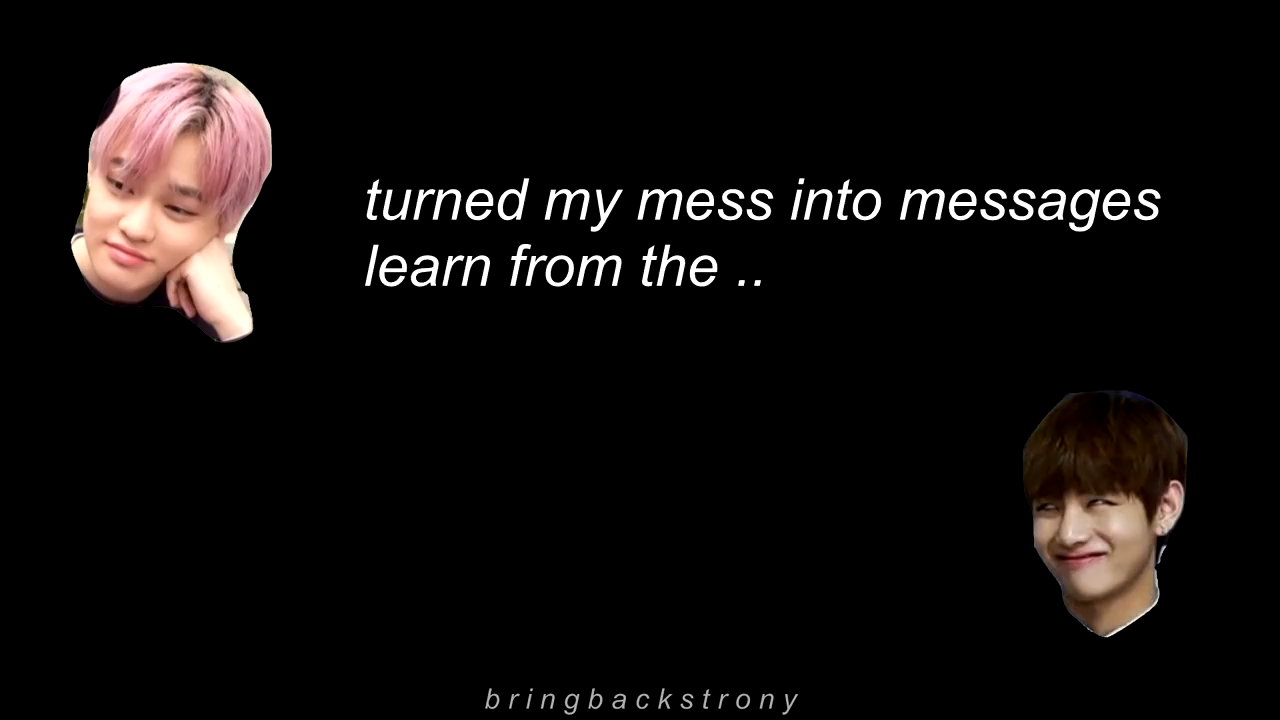 turned my mess into messages
learn from the ..
bringbackstrony